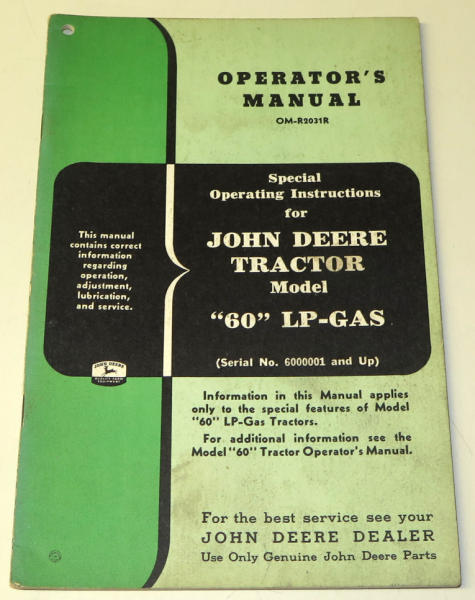 OPERATOR'S
MANUAL
OM-R2031R
Special
Operating Instructions
for
JOHN DEERE
TRACTOR
Model
"60" LP-GAS
(Serial No. 6000001 and Up)
This manual
contains correct
information
regarding
operation,
adjustment,
lubrication,
and service.
JOHN DEERE
QUALITY FARM
EQUIPMENT
Information in this Manual applies
only to the special features of Model
"60" LP-Gas Tractors.
For additional information see the
Model "60" Tractor Operator's Manual.
For the best service see your
JOHN DEERE DEALER
Use Only Genuine John Deere Parts